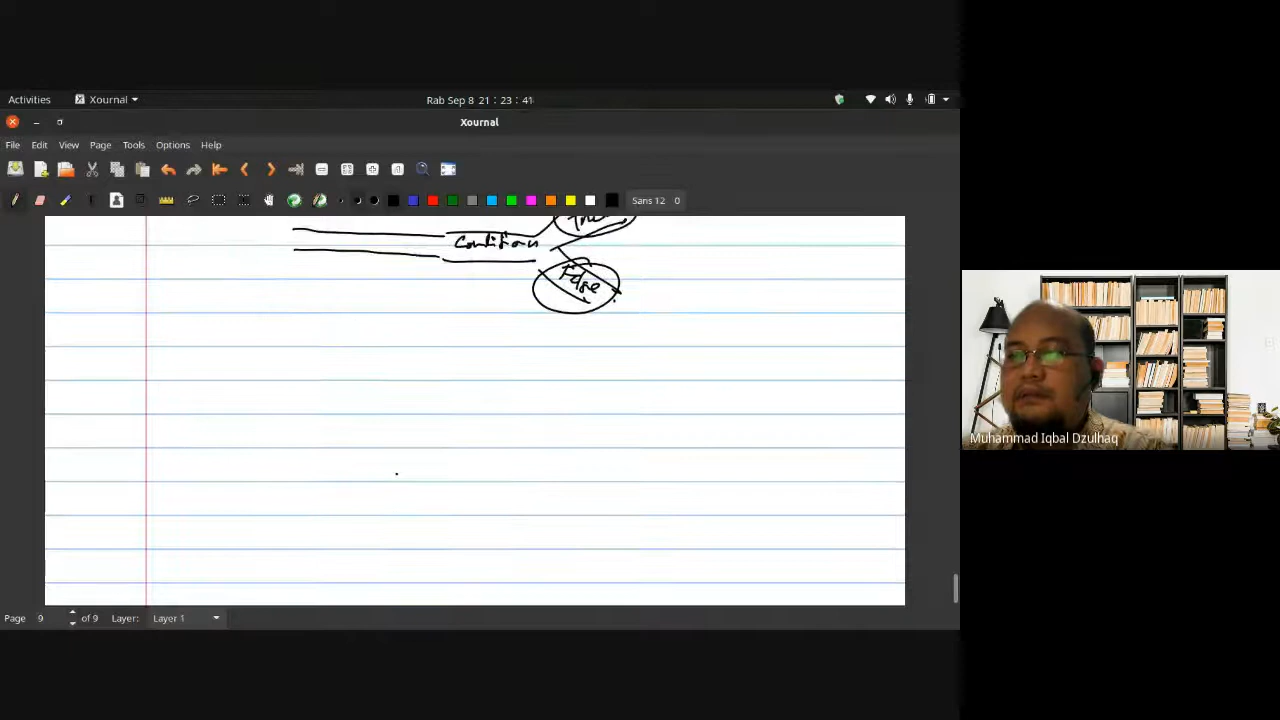 Activities Xournal Rab Sep 8 21 : 23 : 41
Xournal
File Edit View Page Tools Options Help
Sans 12 0
True
Condition
False
Muhammad Iqbal Dzulhaq
Page 9 of 9 Layer: Layer 1